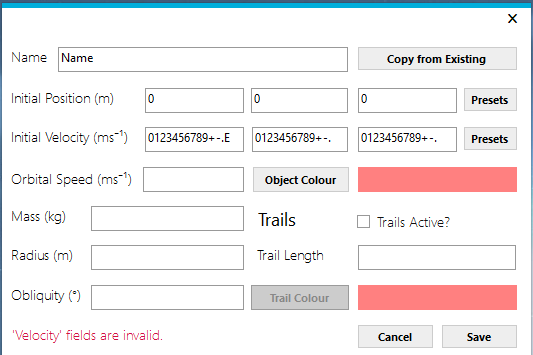 Name Name Copy from Existing
Initial Position (m) 0 0 0 Presets
Initial Velocity (ms⁻¹) 0123456789+-.E 0123456789+-. 0123456789+-. Presets
Orbital Speed (ms⁻¹) Object Colour
Mass (kg) Trails Trails Active?
Radius (m) Trail Length
Obliquity (°) Trail Colour
'Velocity' fields are invalid. Cancel Save